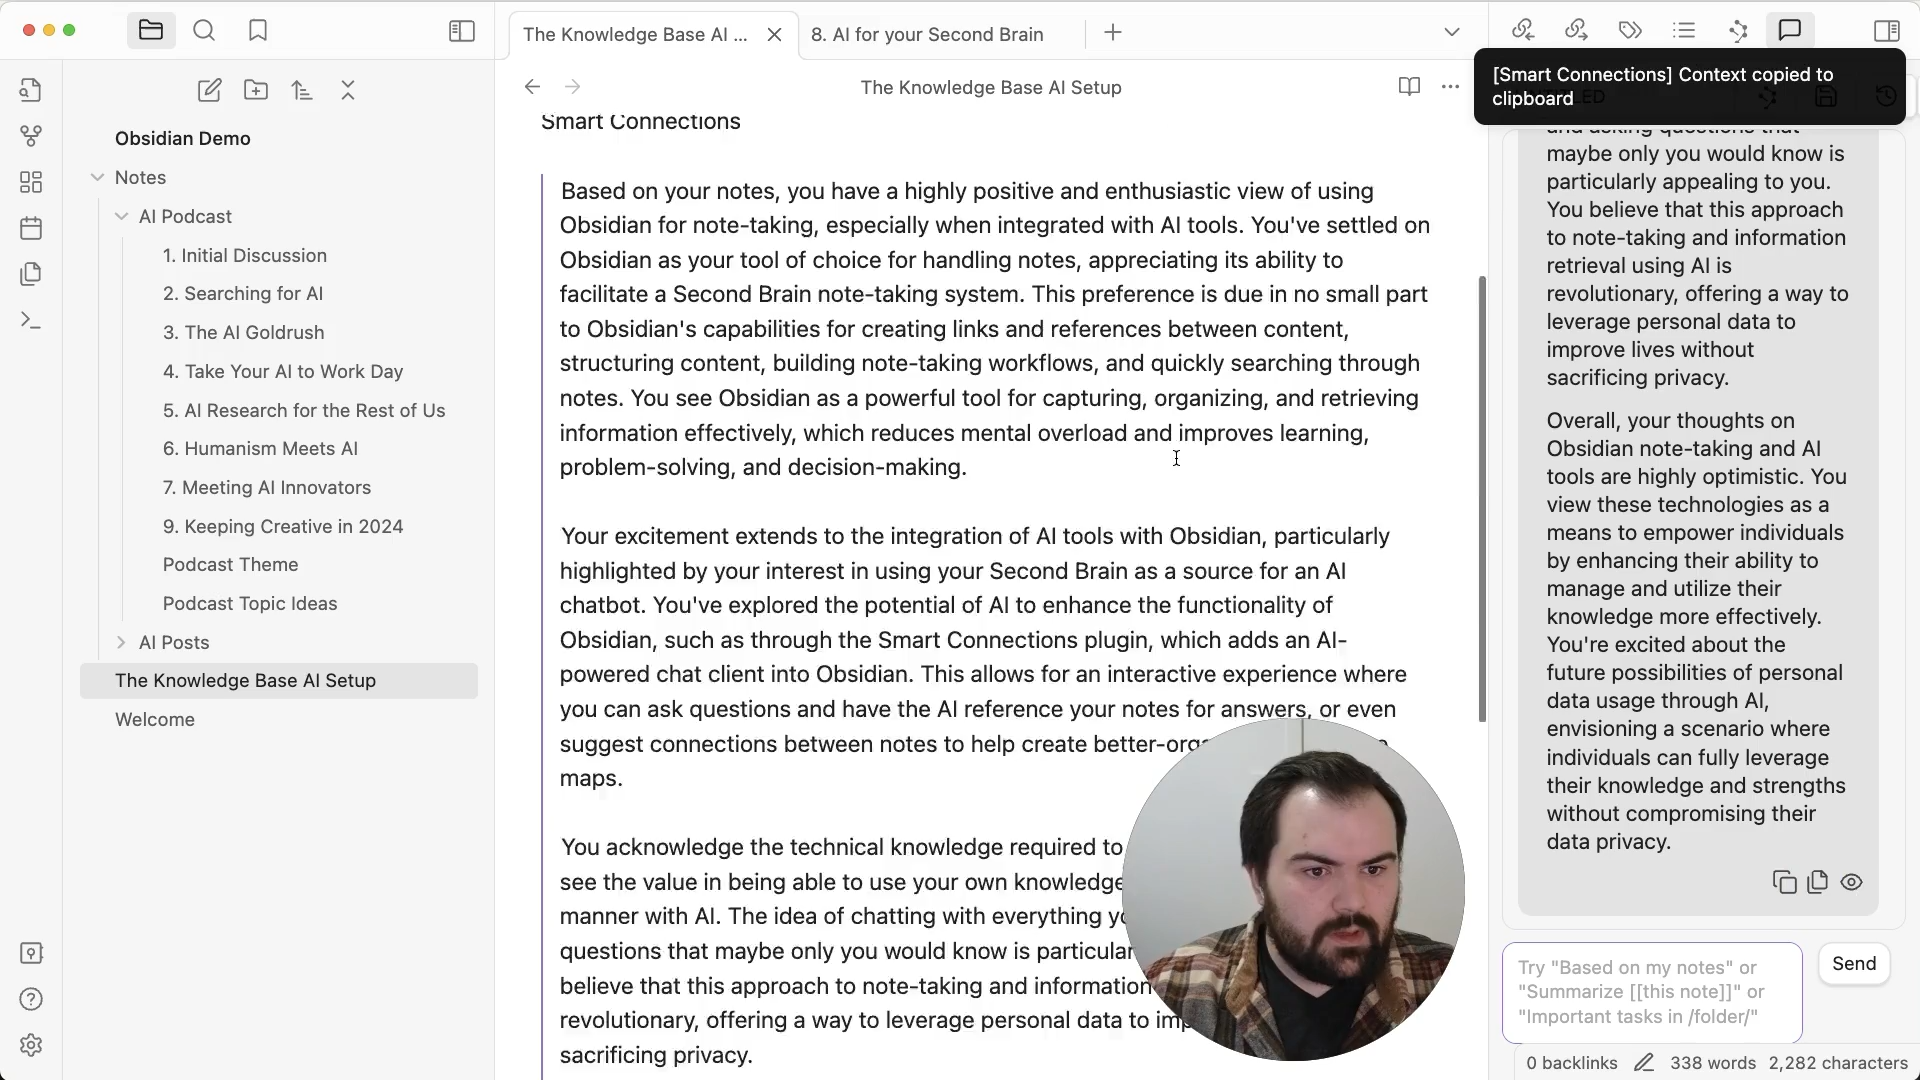 The Knowledge Base AI ...
8. AI for your Second Brain
Obsidian Demo
Notes
AI Podcast
1. Initial Discussion
2. Searching for AI
3. The AI Goldrush
4. Take Your AI to Work Day
5. AI Research for the Rest of Us
6. Humanism Meets AI
7. Meeting AI Innovators
9. Keeping Creative in 2024
Podcast Theme
Podcast Topic Ideas
AI Posts
The Knowledge Base AI Setup
Welcome
The Knowledge Base AI Setup
Smart Connections
Based on your notes, you have a highly positive and enthusiastic view of using
Obsidian for note-taking, especially when integrated with AI tools. You've settled on
Obsidian as your tool of choice for handling notes, appreciating its ability to
facilitate a Second Brain note-taking system. This preference is due in no small part
to Obsidian's capabilities for creating links and references between content,
structuring content, building note-taking workflows, and quickly searching through
notes. You see Obsidian as a powerful tool for capturing, organizing, and retrieving
information effectively, which reduces mental overload and improves learning,
problem-solving, and decision-making.
Your excitement extends to the integration of AI tools with Obsidian, particularly
highlighted by your interest in using your Second Brain as a source for an AI
chatbot. You've explored the potential of AI to enhance the functionality of
Obsidian, such as through the Smart Connections plugin, which adds an AI-
powered chat client into Obsidian. This allows for an interactive experience where
you can ask questions and have the AI reference your notes for answers, or even
suggest connections between notes to help create
maps.
You acknowledge the technical knowledge required to
see the value in being able to use your own knowledge
manner with AI. The idea of chatting with everything
questions that maybe only you would know is
believe that this approach to note-taking and information
revolutionary, offering a way to leverage personal data to
sacrificing privacy.
[Smart Connections] Context copied to
clipboard
and asking questions that
maybe only you would know is
particularly appealing to you.
You believe that this approach
to note-taking and information
retrieval using AI is
revolutionary, offering a way to
leverage personal data to
improve lives without
sacrificing privacy.
Overall, your thoughts on
Obsidian note-taking and AI
tools are highly optimistic. You
view these technologies as a
means to empower individuals
by enhancing their ability to
manage and utilize their
knowledge more effectively.
You're excited about the
future possibilities of personal
data usage through AI,
envisioning a scenario where
individuals can fully leverage
their knowledge and strengths
without compromising their
data privacy.
Try "Based on my notes" or
"Summarize [[this note]]" or
"Important tasks in /folder/"
Send
0 backlinks
338 words
2,282 characters